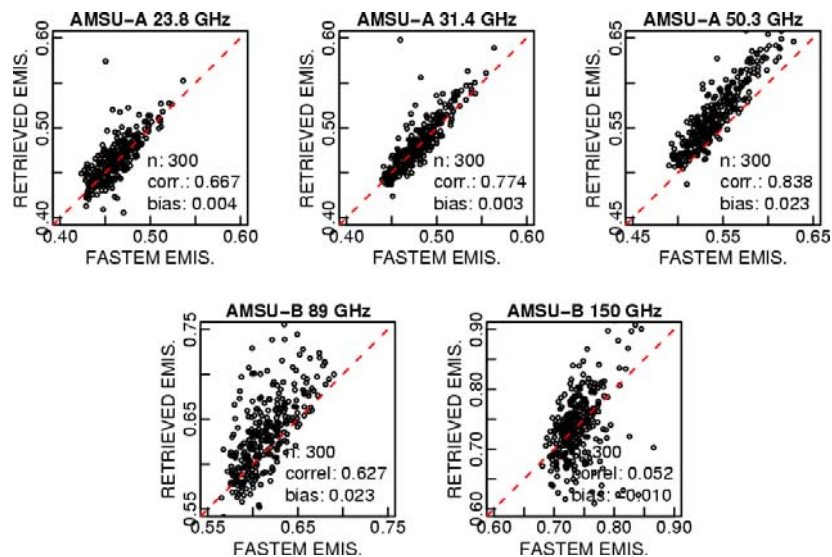 AMSU-A 23.8 GHz
RETRIEVED EMIS.
0.40 0.50 0.60
n: 300
corr.: 0.667
bias: 0.004
0.40 0.50 0.60
FASTEM EMIS.
AMSU-A 31.4 GHz
RETRIEVED EMIS.
0.40 0.50 0.60
n: 300
corr.: 0.774
bias: 0.003
0.40 0.50 0.60
FASTEM EMIS.
AMSU-A 50.3 GHz
RETRIEVED EMIS.
0.45 0.55 0.65
n: 300
corr.: 0.838
bias: 0.023
0.45 0.55 0.65
FASTEM EMIS.
AMSU-B 89 GHz
RETRIEVED EMIS.
0.55 0.65 0.75
n: 300
correl: 0.627
bias: 0.023
0.55 0.65 0.75
FASTEM EMIS.
AMSU-B 150 GHz
RETRIEVED EMIS.
0.60 0.70 0.80 0.90
n: 300
correl: 0.052
bias: -0.010
0.60 0.70 0.80 0.90
FASTEM EMIS.